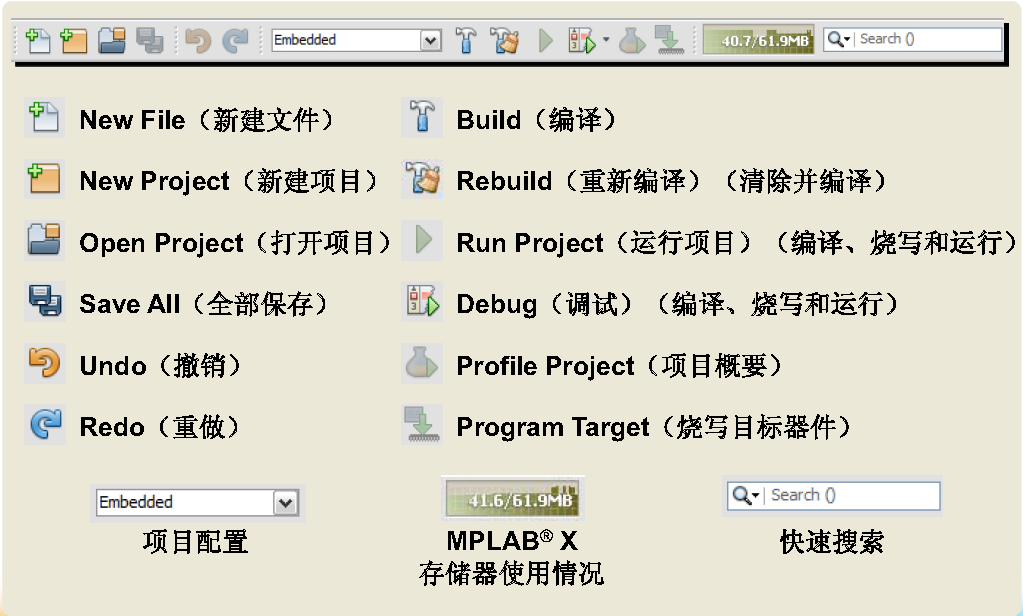 Embedded 40.7/61.9MB Search ()
New File（新建文件）
Build（编译）
New Project（新建项目）
Rebuild（重新编译）（清除并编译）
Open Project（打开项目）
Run Project（运行项目）（编译、烧写和运行）
Save All（全部保存）
Debug（调试）（编译、烧写和运行）
Undo（撤销）
Profile Project（项目概要）
Redo（重做）
Program Target（烧写目标器件）
Embedded
41.6/61.9MB
Search ()
项目配置
MPLAB® X
存储器使用情况
快速搜索